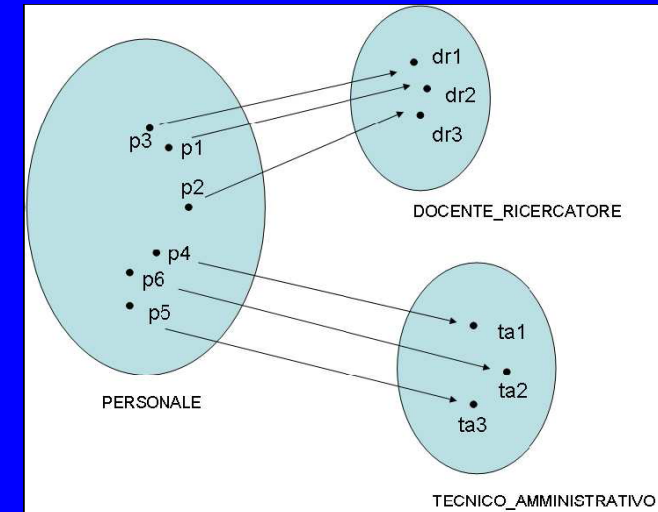 dr1
dr2
dr3
DOCENTE_RICERCATORE
p3
p1
p2
p4
p6
p5
PERSONALE
ta1
ta2
ta3
TECNICO_AMMINISTRATIVO